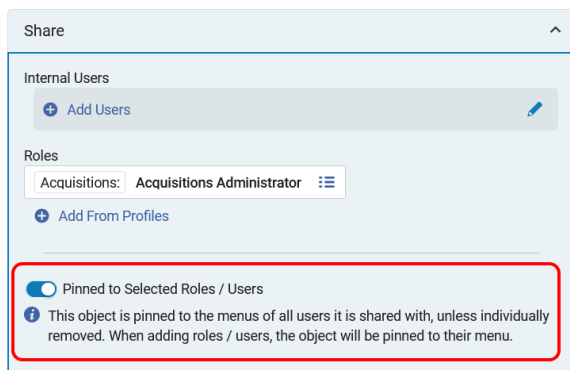 Share
Internal Users
Add Users
Roles
Acquisitions: Acquisitions Administrator
Add From Profiles
Pinned to Selected Roles / Users
This object is pinned to the menus of all users it is shared with, unless individually
removed. When adding roles / users, the object will be pinned to their menu.